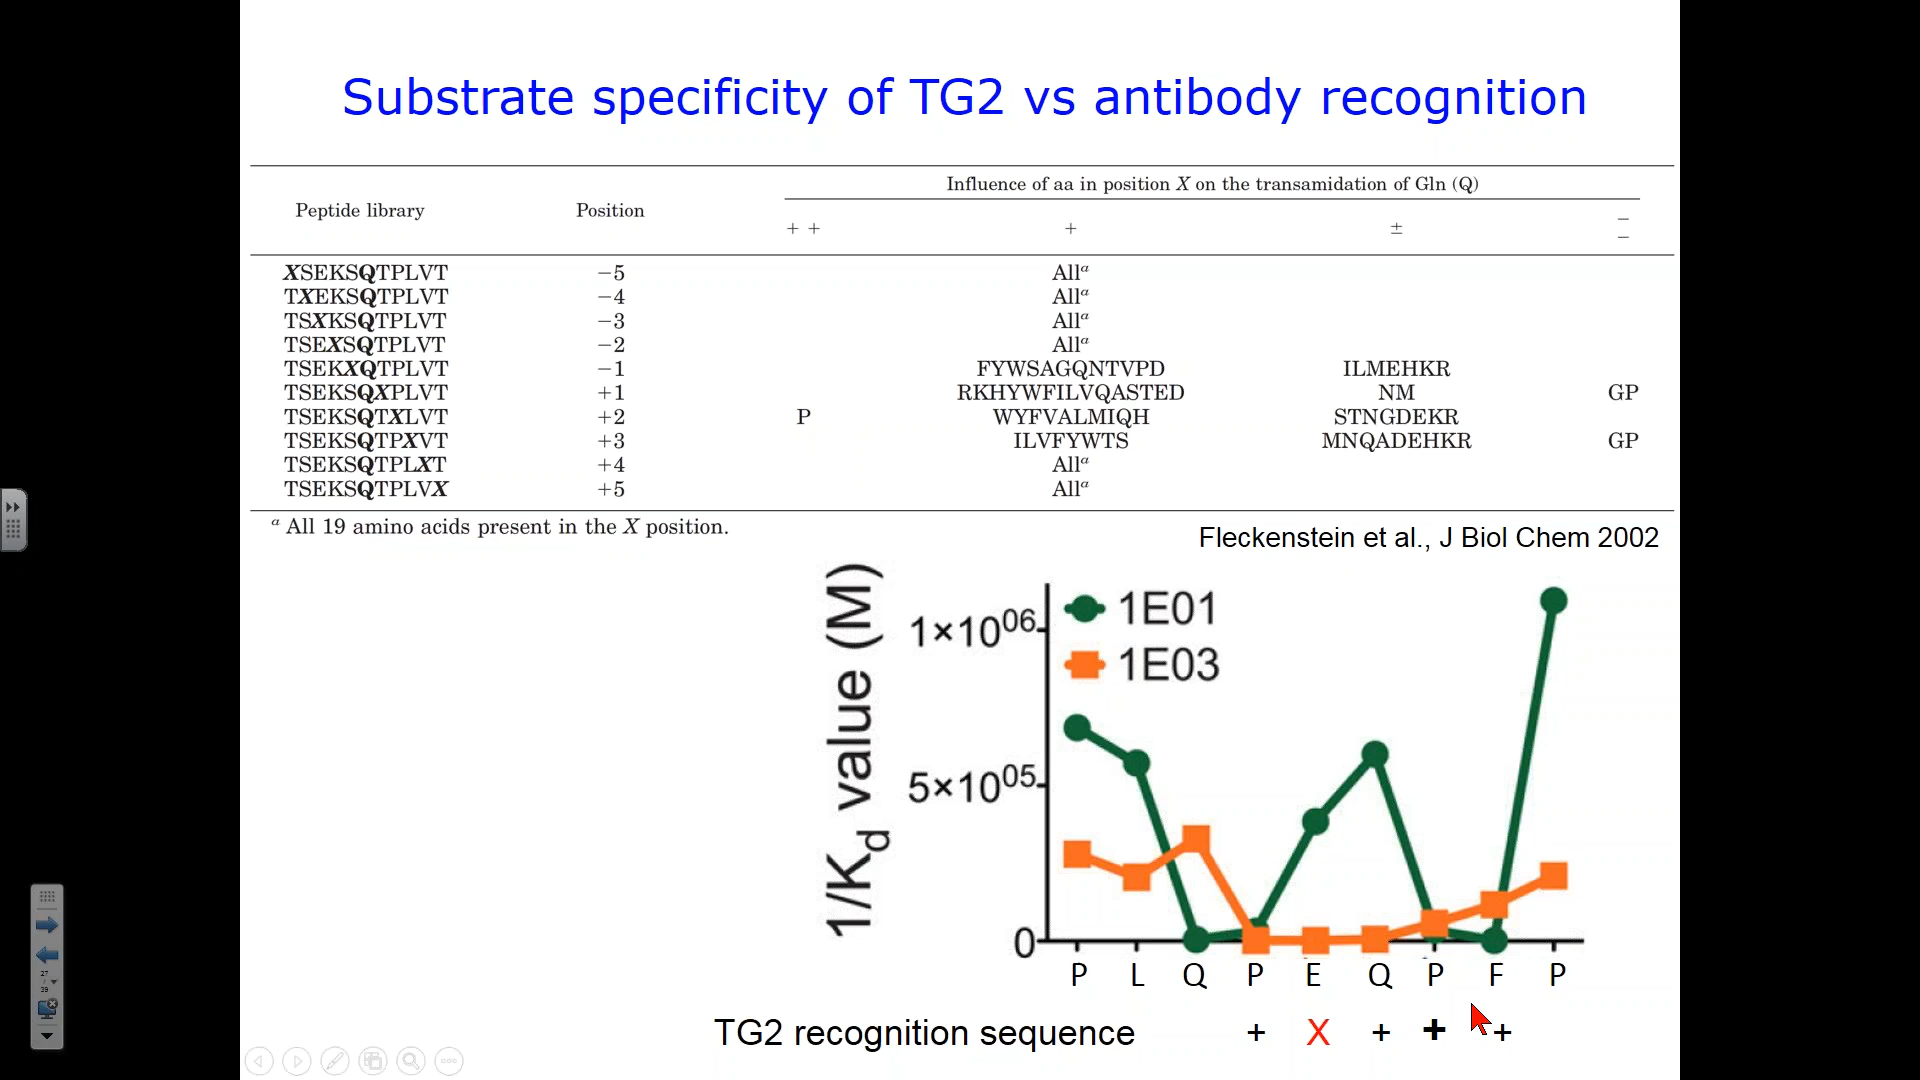 Substrate specificity of TG2 vs antibody recognition
Influence of aa in position X on the transamidation of Gln (Q)
Peptide library Position
+ + + ± – –
XSEKSQTPLVT −5 Allᵃ
TXEKSQTPLVT −4 Allᵃ
TSXKSQTPLVT −3 Allᵃ
TSEXSQTPLVT −2 Allᵃ
TSEKXQTPLVT −1 FYWSAGQNTVPD ILMEHKR
TSEKSQXPLVT +1 RKHYWFILVQASTED NM GP
TSEKSQTXLVT +2 P WYFVALMIQH STNGDEKR
TSEKSQTPXVT +3 ILVFYWTS MNQADEHKR GP
TSEKSQTPLXT +4 Allᵃ
TSEKSQTPLVX +5 Allᵃ
ᵃ All 19 amino acids present in the X position.
Fleckenstein et al., J Biol Chem 2002
1/Kd value (M)
1×10⁰⁶
5×10⁰⁵
0
1E01
1E03
P L Q P E Q P F P
TG2 recognition sequence + X + + +
27
39